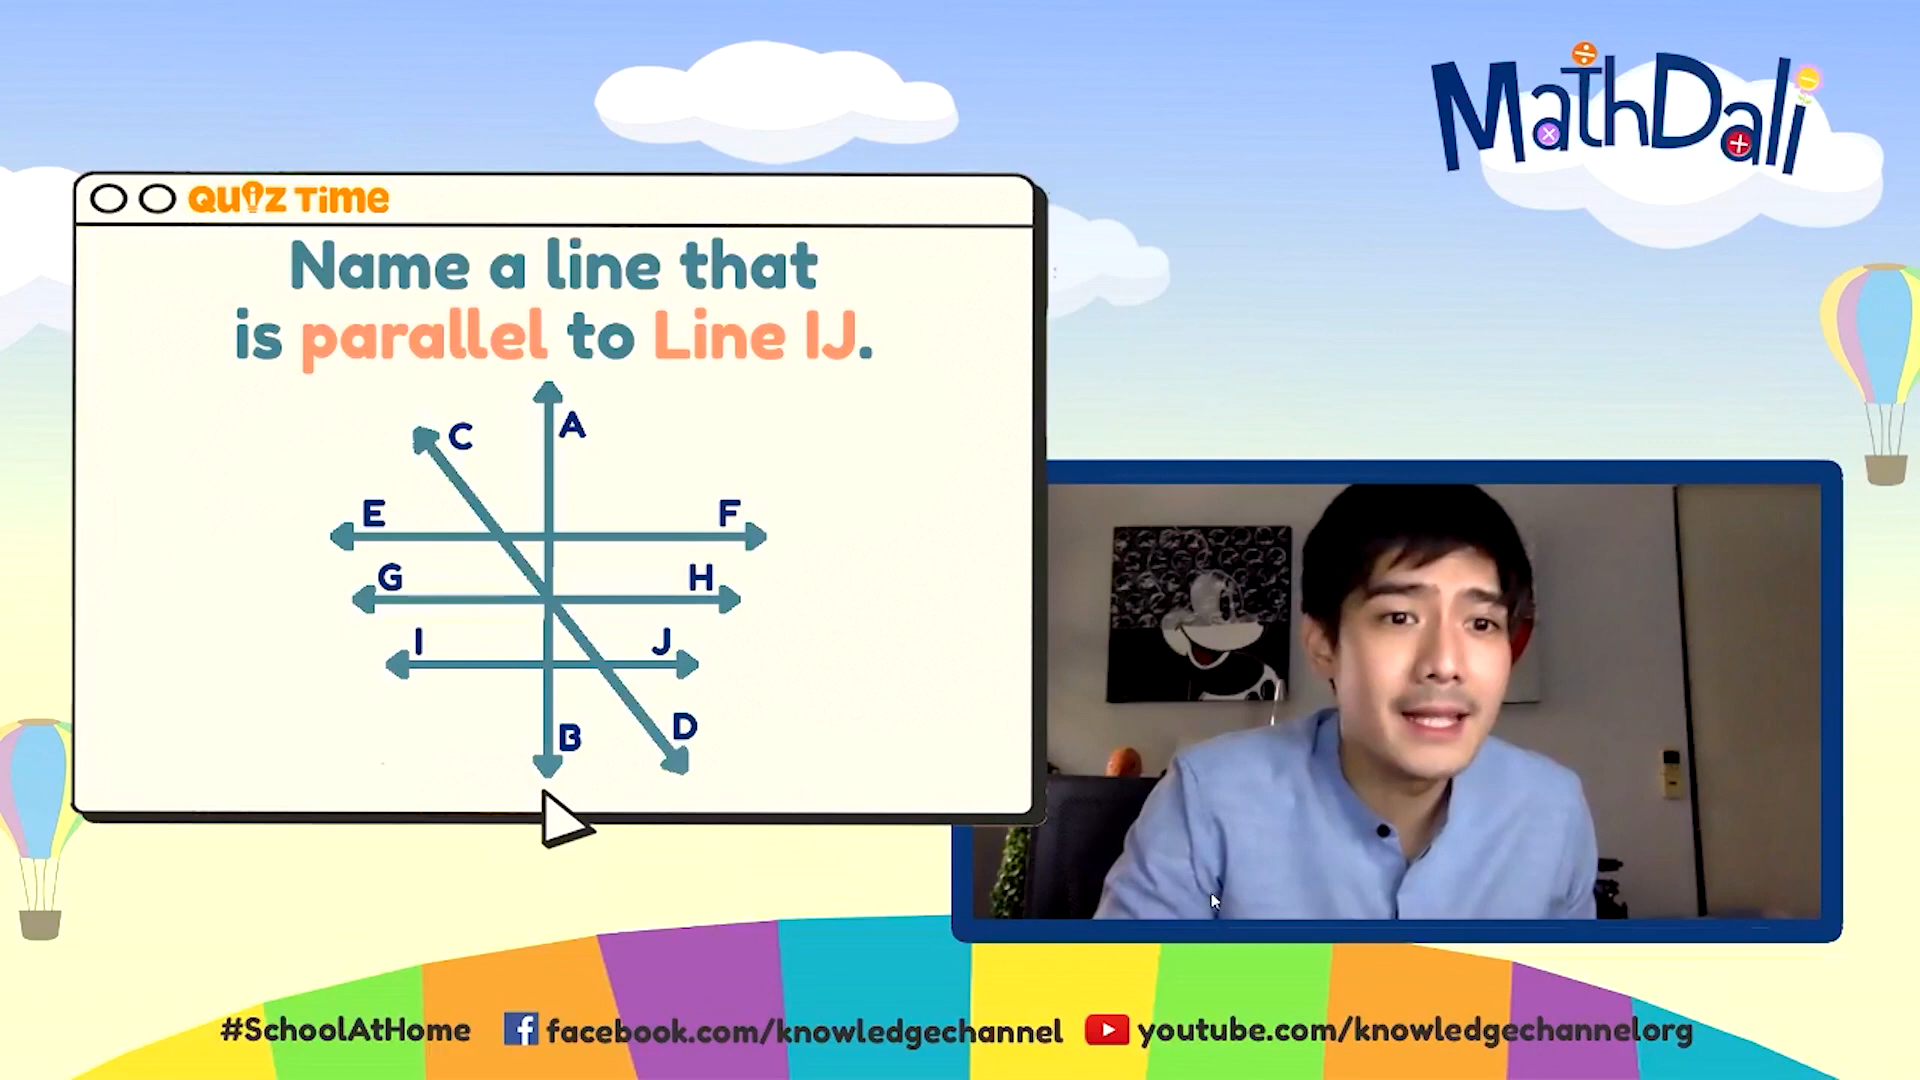 MathDali
QUIZ TIME
Name a line that
is parallel to Line IJ.
A
C
E
F
G
H
I
J
B
D
#SchoolAtHome
facebook.com/knowledgechannel
youtube.com/knowledgechannelorg